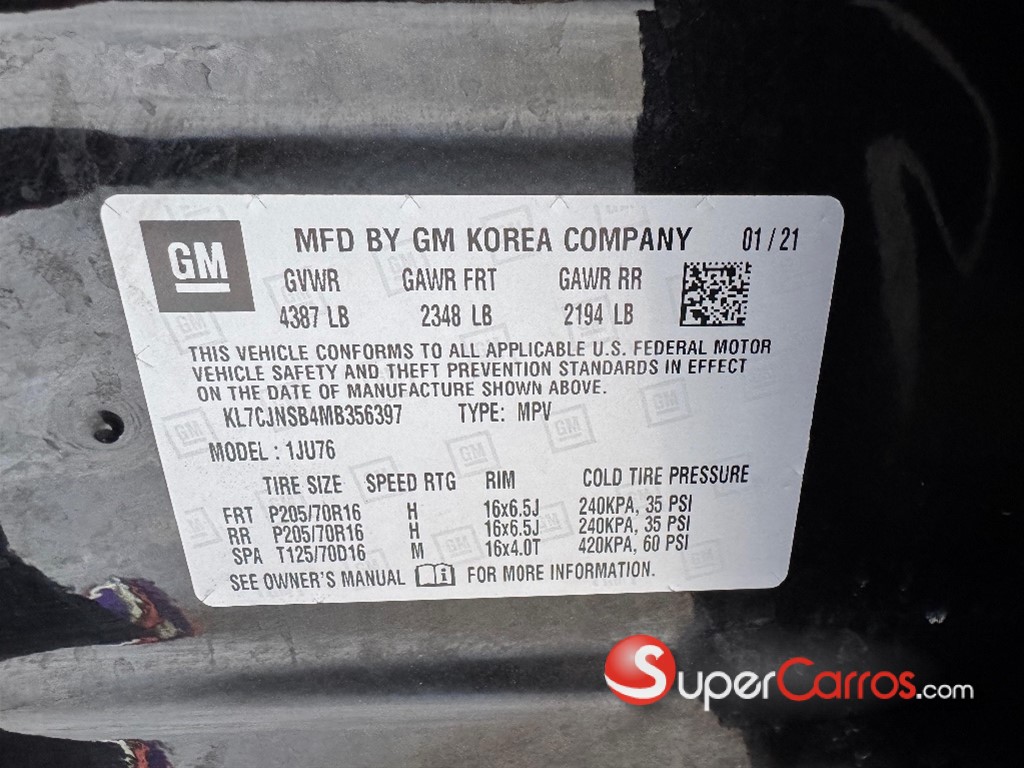 GM MFD BY GM KOREA COMPANY 01/21
GVWR GAWR FRT GAWR RR
4387 LB 2348 LB 2194 LB
THIS VEHICLE CONFORMS TO ALL APPLICABLE U.S. FEDERAL MOTOR
VEHICLE SAFETY AND THEFT PREVENTION STANDARDS IN EFFECT
ON THE DATE OF MANUFACTURE SHOWN ABOVE.
KL7CJNSB4MB356397 TYPE: MPV
MODEL : 1JU76
TIRE SIZE SPEED RTG RIM COLD TIRE PRESSURE
FRT P205/70R16 H 16x6.5J 240KPA, 35 PSI
RR P205/70R16 H 16x6.5J 240KPA, 35 PSI
SPA T125/70D16 M 16x4.0T 420KPA, 60 PSI
SEE OWNER'S MANUAL i FOR MORE INFORMATION.
SuperCarros.com